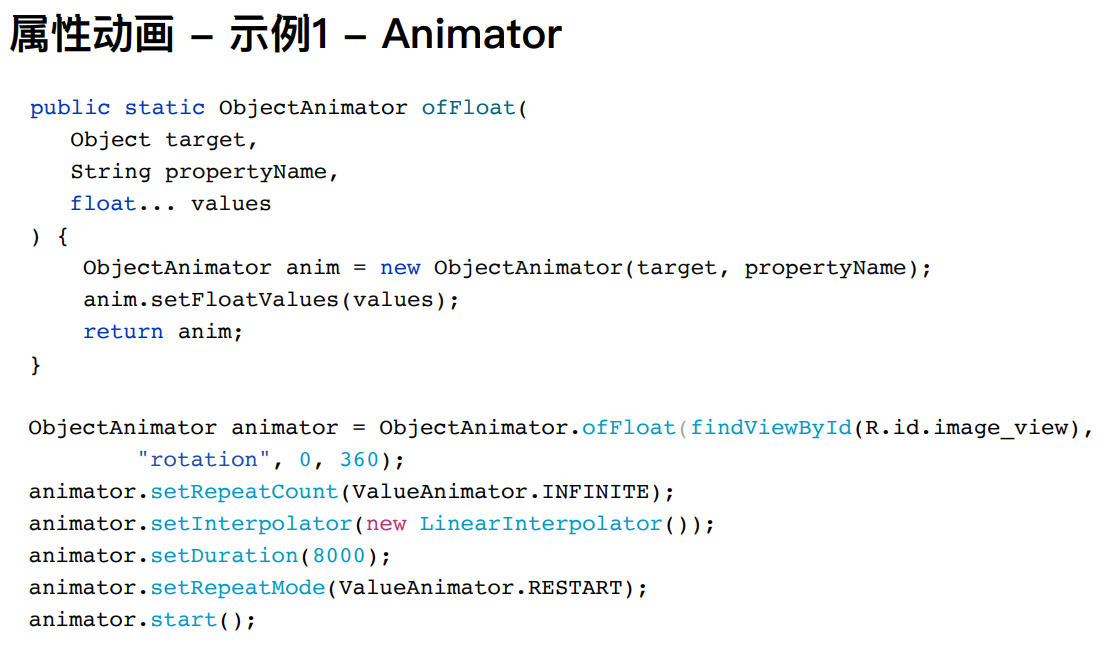 属性动画 – 示例1 – Animator
public static ObjectAnimator ofFloat(
   Object target,
   String propertyName,
   float... values
) {
    ObjectAnimator anim = new ObjectAnimator(target, propertyName);
    anim.setFloatValues(values);
    return anim;
}
ObjectAnimator animator = ObjectAnimator.ofFloat(findViewById(R.id.image_view),
        "rotation", 0, 360);
animator.setRepeatCount(ValueAnimator.INFINITE);
animator.setInterpolator(new LinearInterpolator());
animator.setDuration(8000);
animator.setRepeatMode(ValueAnimator.RESTART);
animator.start();